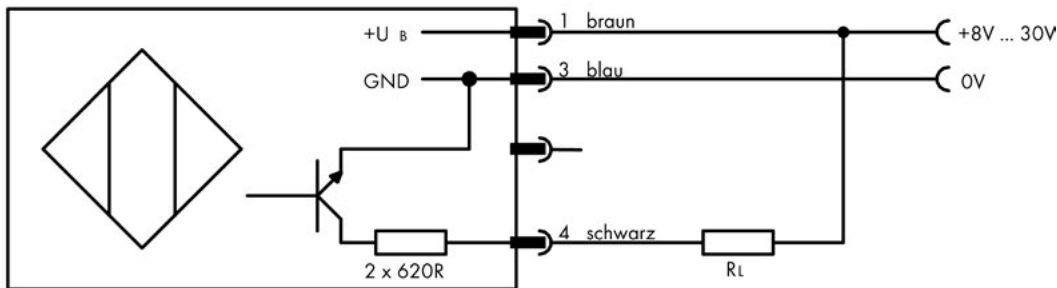 +U B
1 braun
+8V ... 30V
GND
3 blau
0V
4 schwarz
2 x 620R
RL